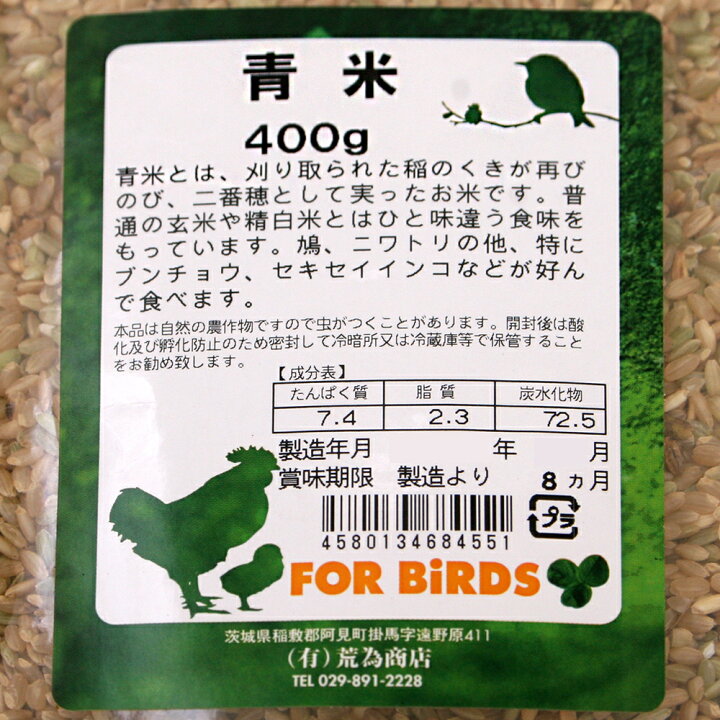 青米
400g
青米とは、刈り取られた稲のくきが再び
のび、二番穂として実ったお米です。普
通の玄米や精白米とはひと味違う食味を
もっています。鳩、ニワトリの他、特に
ブンチョウ、セキセイインコなどが好ん
で食べます。
本品は自然の農作物ですので虫がつくことがあります。開封後は酸
化及び孵化防止のため密封して冷暗所又は冷蔵庫等で保管すること
をお勧め致します。
【成分表】
たんぱく質 脂質 炭水化物
7.4 2.3 72.5
製造年月 年 月
賞味期限 製造より 8ヵ月
プラ
4580134684551
FOR BiRDS
茨城県稲敷郡阿見町掛馬字遠野原411
(有)荒為商店
TEL 029-891-2228